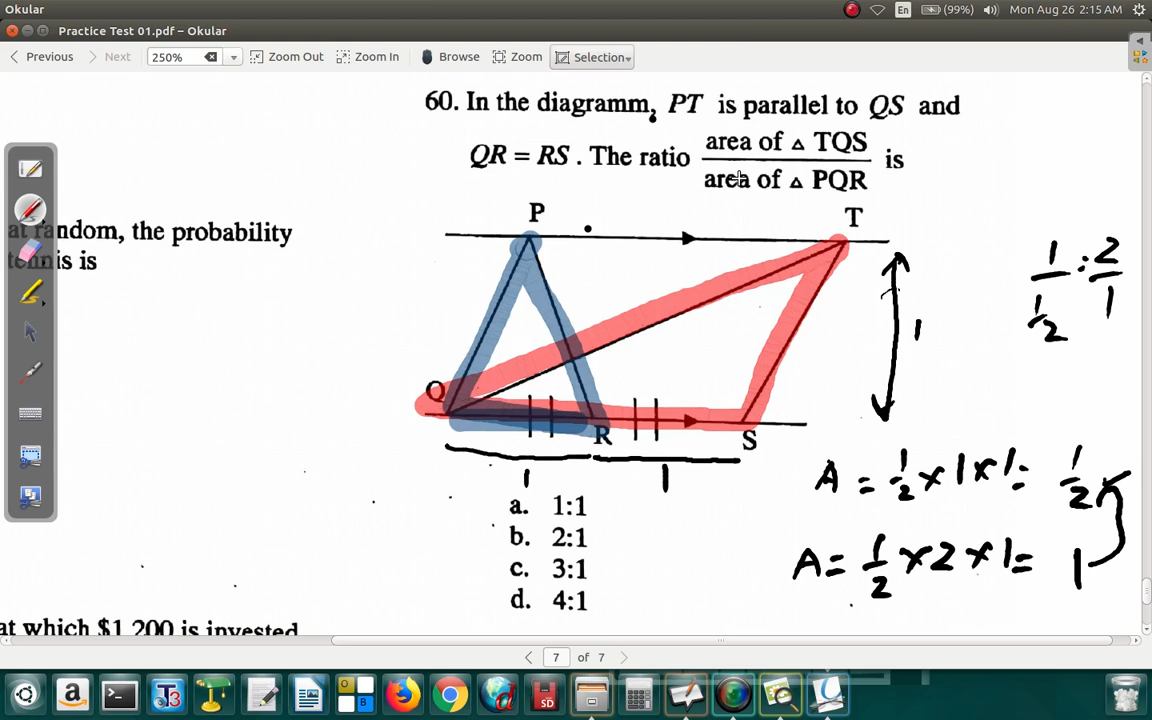 Okular
En
(99%)
Mon Aug 26 2:15 AM
Practice Test 01.pdf – Okular
Previous
Next
250%
Zoom Out
Zoom In
Browse
Zoom
Selection
60. In the diagramm, PT is parallel to QS and
QR = RS . The ratio area of △ TQS / area of △ PQR is
at random, the probability
tennis is
P
T
Q
R
S
1
1
1
1/1/2 : 2/1
A = 1/2 × 1 × 1 = 1/2
A = 1/2 × 2 × 1 = 1
a. 1:1
b. 2:1
c. 3:1
d. 4:1
at which $1 200 is invested
7 of 7
SD